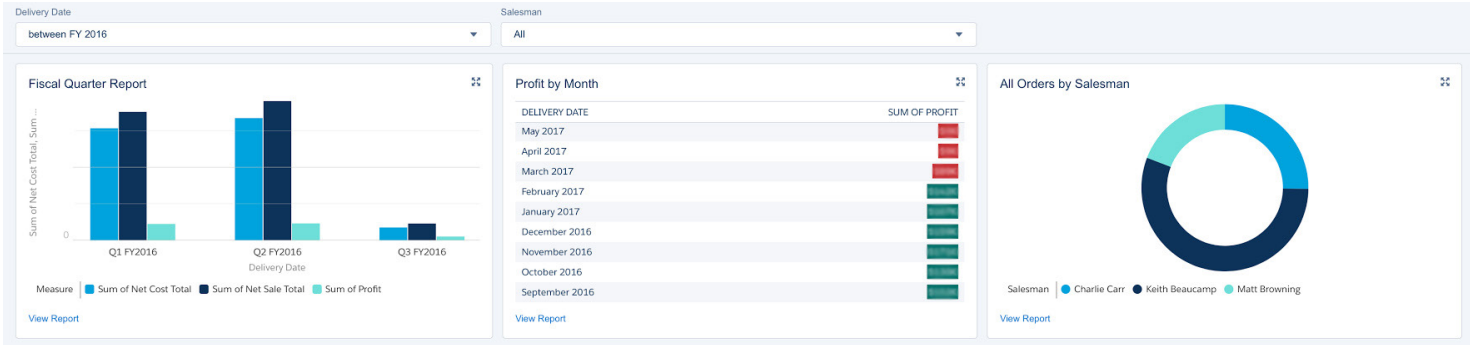 Delivery Date
between FY 2016
Salesman
All
Fiscal Quarter Report
Sum of Net Cost Total, Sum ...
0
Q1 FY2016 Q2 FY2016 Q3 FY2016
Delivery Date
Measure Sum of Net Cost Total Sum of Net Sale Total Sum of Profit
View Report
Profit by Month
DELIVERY DATE SUM OF PROFIT
May 2017
April 2017
March 2017
February 2017
January 2017
December 2016
November 2016
October 2016
September 2016
View Report
All Orders by Salesman
Salesman Charlie Carr Keith Beaucamp Matt Browning
View Report